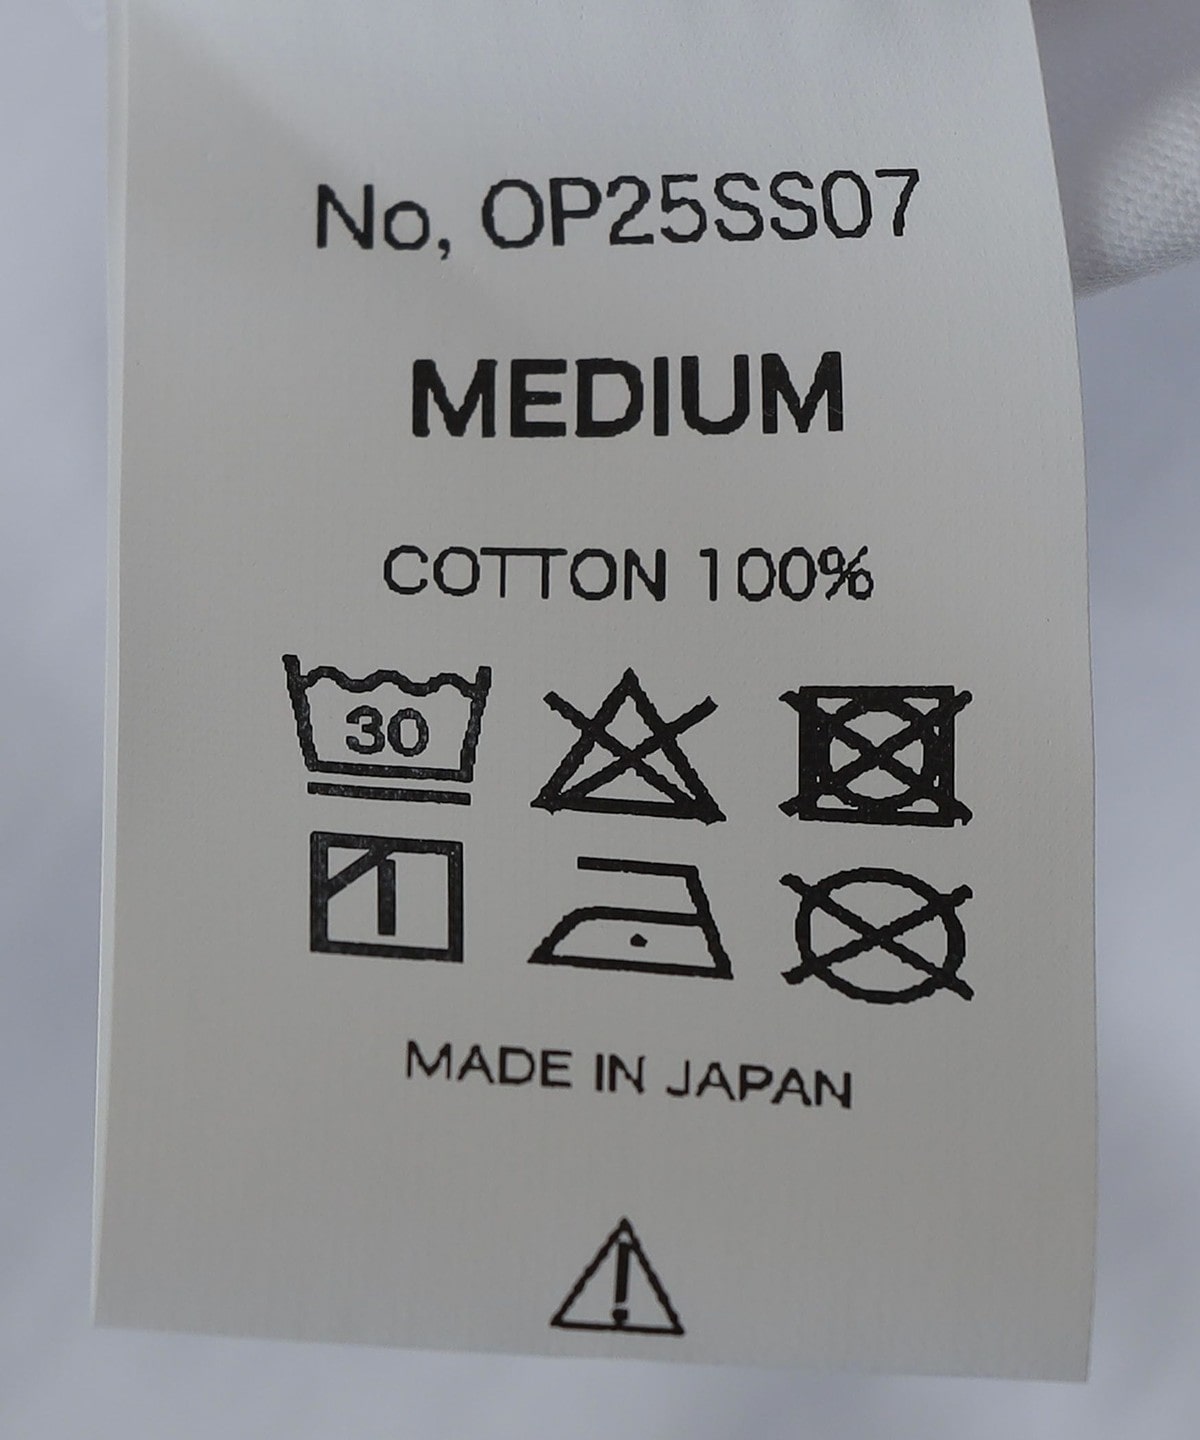 No, OP25SS07
MEDIUM
COTTON 100%
30
MADE IN JAPAN